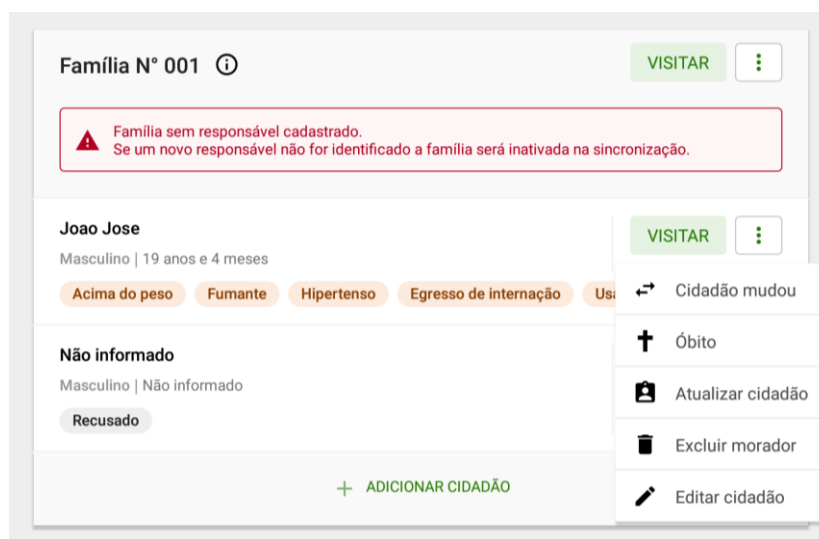 Família N° 001
VISITAR
Família sem responsável cadastrado.
Se um novo responsável não for identificado a família será inativada na sincronização.
Joao Jose
VISITAR
Masculino | 19 anos e 4 meses
Acima do peso Fumante Hipertenso Egresso de internação
Cidadão mudou
Óbito
Atualizar cidadão
Excluir morador
Editar cidadão
Não informado
Masculino | Não informado
Recusado
ADICIONAR CIDADÃO